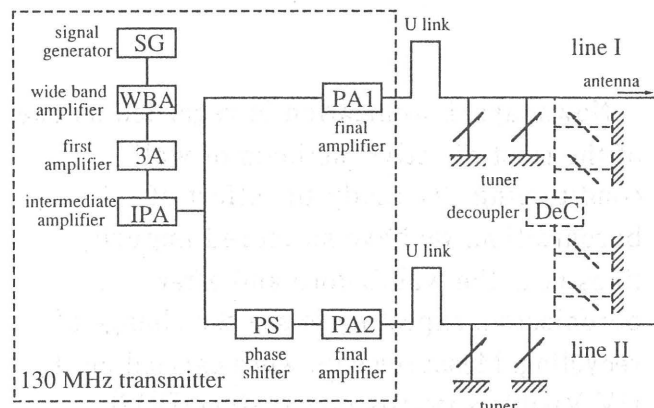 signal
generator
SG
U link
line I
antenna
wide band
amplifier
WBA
PA1
final
amplifier
first
amplifier
3A
tuner
intermediate
amplifier
IPA
decoupler
DeC
U link
PS
PA2
phase
shifter
final
amplifier
line II
130 MHz transmitter
tuner